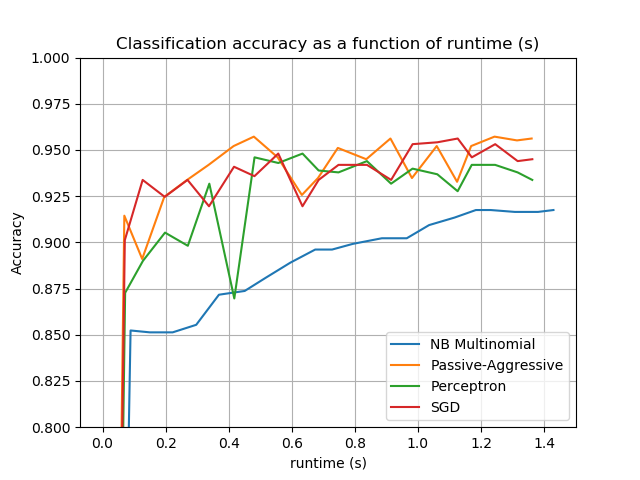 Classification accuracy as a function of runtime (s)
1.000
0.975
0.950
0.925
0.900
0.875
0.850
0.825
0.800
Accuracy
NB Multinomial
Passive-Aggressive
Perceptron
SGD
0.0 0.2 0.4 0.6 0.8 1.0 1.2 1.4
runtime (s)